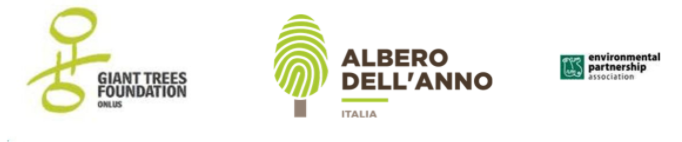 GIANT TREES
FOUNDATION
ONLUS
ALBERO
DELL'ANNO
ITALIA
environmental
partnership
association